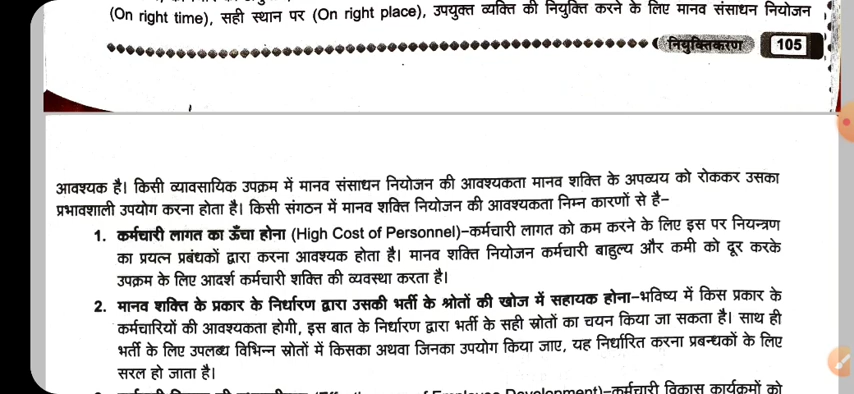 (On right time), सही स्थान पर (On right place), उपयुक्त व्यक्ति की नियुक्ति करने के लिए मानव संसाधन नियोजन
नियुक्तिकरण 105
आवश्यक है। किसी व्यावसायिक उपक्रम में मानव संसाधन नियोजन की आवश्यकता मानव शक्ति के अपव्यय को रोककर उसका
प्रभावशाली उपयोग करना होता है। किसी संगठन में मानव शक्ति नियोजन की आवश्यकता निम्न कारणों से है–
1. कर्मचारी लागत का ऊँचा होना (High Cost of Personnel)–कर्मचारी लागत को कम करने के लिए इस पर नियन्त्रण
का प्रयत्न प्रबंधकों द्वारा करना आवश्यक होता है। मानव शक्ति नियोजन कर्मचारी बाहुल्य और कमी को दूर करके
उपक्रम के लिए आदर्श कर्मचारी शक्ति की व्यवस्था करता है।
2. मानव शक्ति के प्रकार के निर्धारण द्वारा उसकी भर्ती के श्रोतों की खोज में सहायक होना–भविष्य में किस प्रकार के
कर्मचारियों की आवश्यकता होगी, इस बात के निर्धारण द्वारा भर्ती के सही स्रोतों का चयन किया जा सकता है। साथ ही
भर्ती के लिए उपलब्ध विभिन्न स्रोतों में किसका अथवा जिनका उपयोग किया जाए, यह निर्धारित करना प्रबन्धकों के लिए
सरल हो जाता है।
of Employee Development)–कर्मचारी विकास कार्यक्रमों को